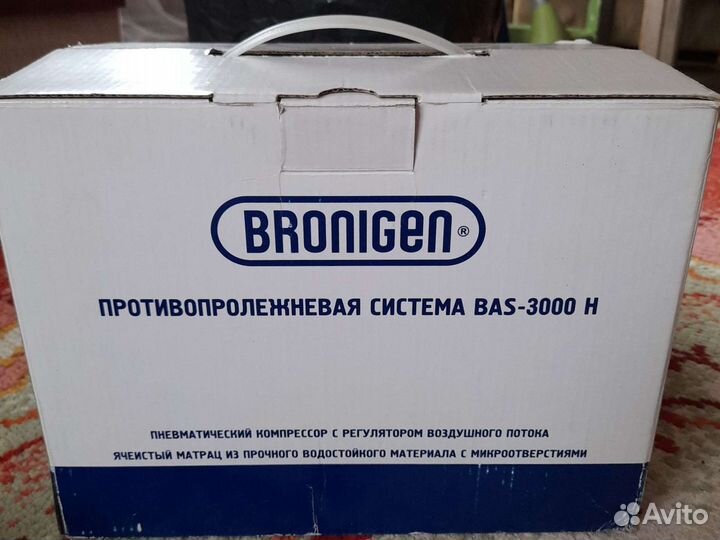 BRONIGEN ®
ПРОТИВОПРОЛЕЖНЕВАЯ СИСТЕМА BAS-3000 H
ПНЕВМАТИЧЕСКИЙ КОМПРЕССОР С РЕГУЛЯТОРОМ ВОЗДУШНОГО ПОТОКА
ЯЧЕИСТЫЙ МАТРАЦ ИЗ ПРОЧНОГО ВОДОСТОЙКОГО МАТЕРИАЛА С МИКРООТВЕРСТИЯМИ
Avito